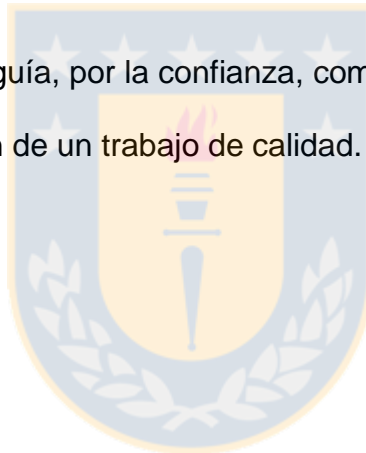 guía, por la confianza, com
de un trabajo de calidad.